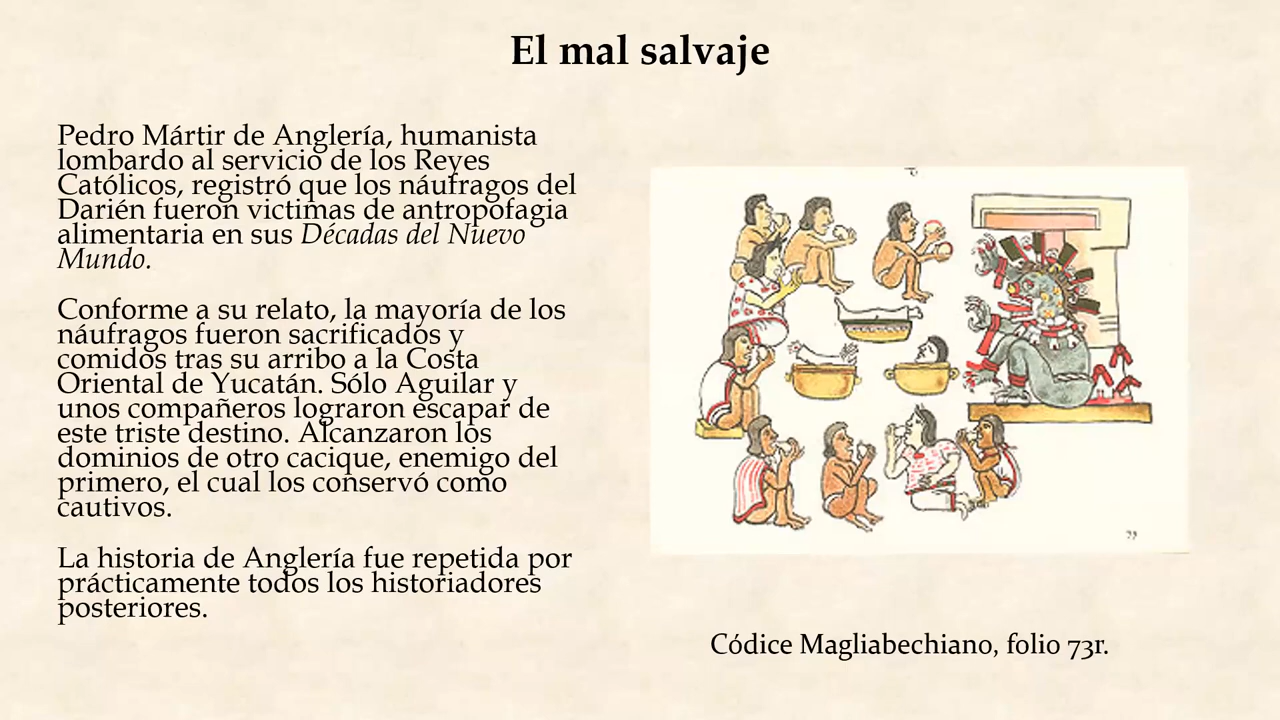 El mal salvaje
Pedro Mártir de Anglería, humanista
lombardo al servicio de los Reyes
Católicos, registró que los náufragos del
Darién fueron victimas de antropofagia
alimentaria en sus Décadas del Nuevo
Mundo.
Conforme a su relato, la mayoría de los
náufragos fueron sacrificados y
comidos tras su arribo a la Costa
Oriental de Yucatán. Sólo Aguilar y
unos compañeros lograron escapar de
este triste destino. Alcanzaron los
dominios de otro cacique, enemigo del
primero, el cual los conservó como
cautivos.
La historia de Anglería fue repetida por
prácticamente todos los historiadores
posteriores.
Códice Magliabechiano, folio 73r.